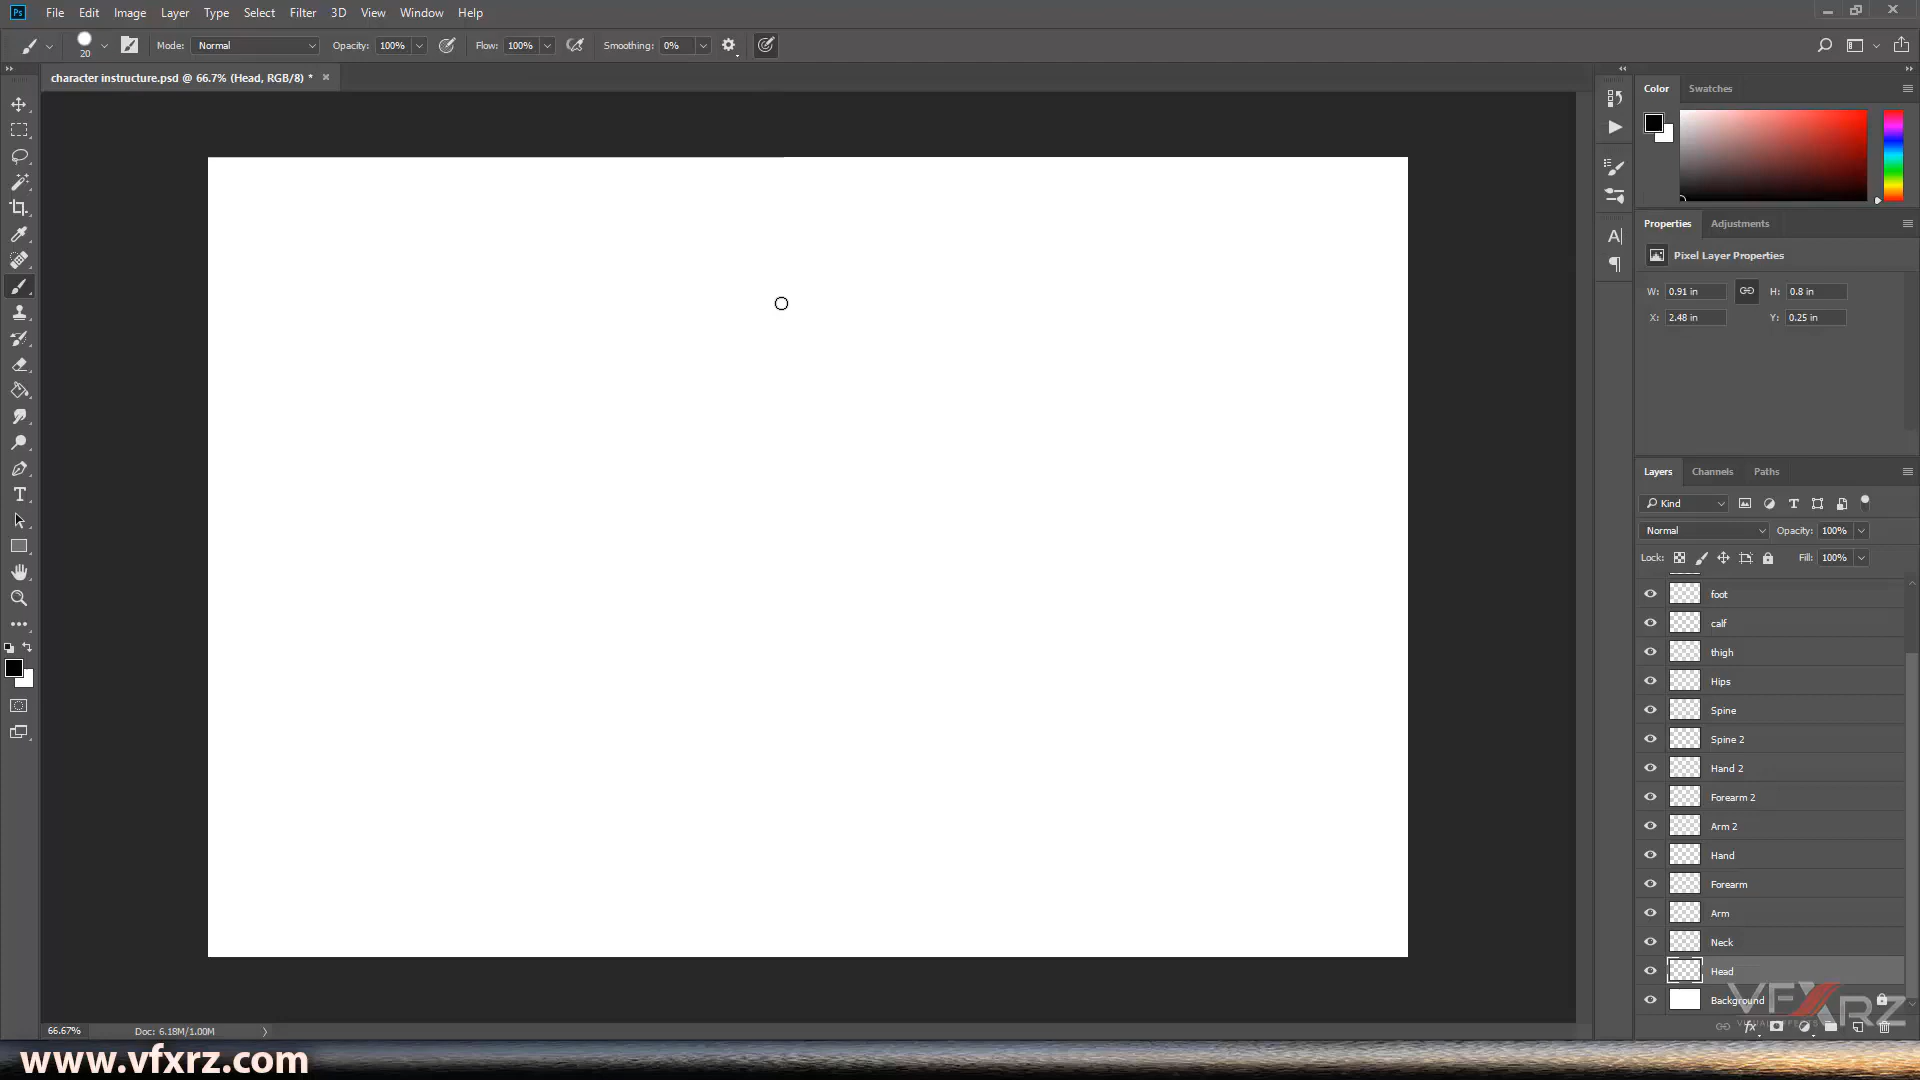 Ps File Edit Image Layer Type Select Filter 3D View Window Help
20 Mode: Normal Opacity: 100% Flow: 100% Smoothing: 0%
character instructure.psd @ 66.7% (Head, RGB/8) *
Color Swatches
Properties Adjustments
Pixel Layer Properties
W: 0.91 in H: 0.8 in
X: 2.48 in Y: 0.25 in
Layers Channels Paths
Kind
Normal Opacity: 100%
Lock: Fill: 100%
foot
calf
thigh
Hips
Spine
Spine 2
Hand 2
Forearm 2
Arm 2
Hand
Forearm
Arm
Neck
Head
Background
VFXRZ
66.67% Doc: 6.18M/1.00M
www.vfxrz.com